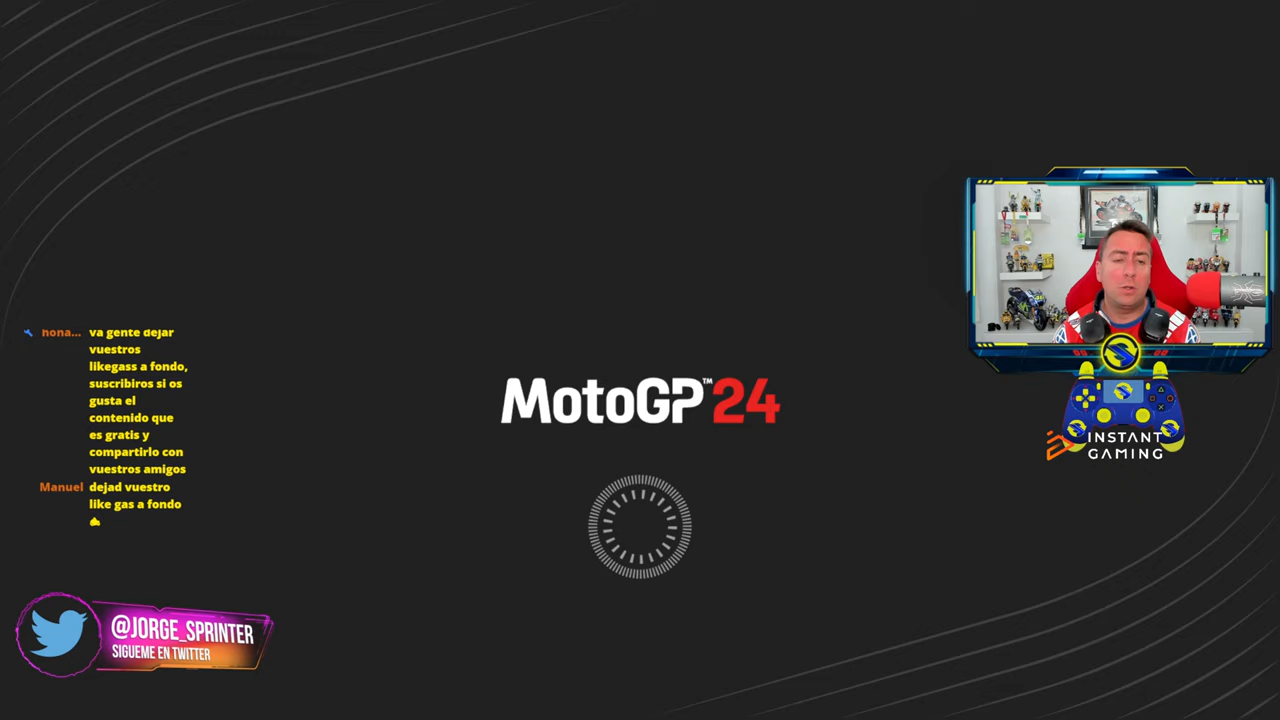 hona... va gente dejar
vuestros
likegass a fondo,
suscribiros si os
gusta el
contenido que
es gratis y
compartirlo con
vuestros amigos
Manuel dejad vuestro
like gas a fondo
MotoGP™24
INSTANT
GAMING
@JORGE_SPRINTER
SIGUEME EN TWITTER